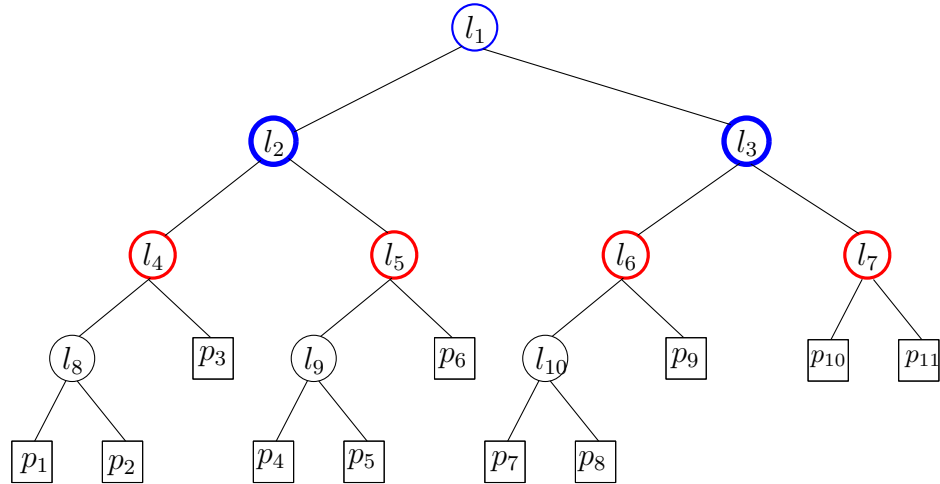 l₁
l₂ l₃
l₄ l₅ l₆ l₇
l₈ p₃ l₉ p₆ l₁₀ p₉ p₁₀ p₁₁
p₁ p₂ p₄ p₅ p₇ p₈